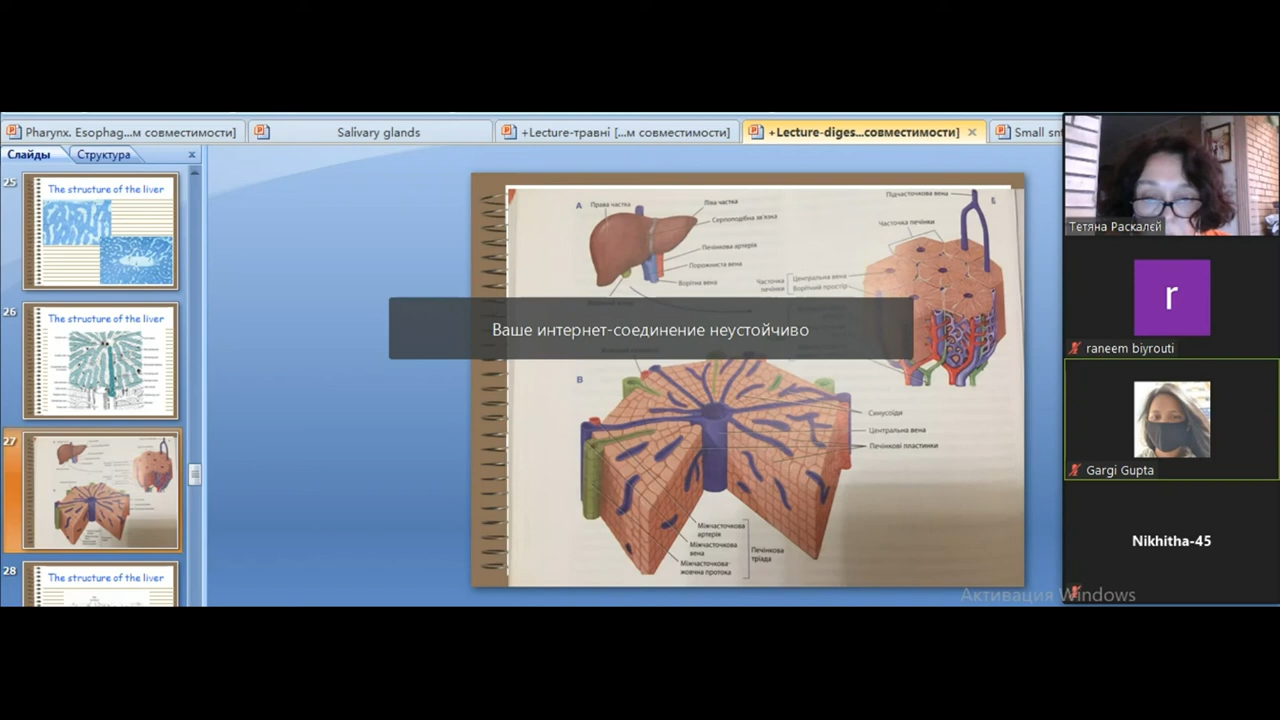 Pharynx. Esophag...м совместимости]
Salivary glands
+Lecture-травні [...м совместимости]
+Lecture-diges...совместимости]
Small
Слайды
Структура
25
The structure of the liver
26
The structure of the liver
27
28
The structure of the liver
А
Права частка
Ліва частка
Серпоподібна зв'язка
Печінкова артерія
Порожниста вена
Ворітна вена
Підчасточкова вена
Б
Часточка печінки
Часточка
печінки
Центральна вена
Ворітний простір
Ваше интернет-соединение неустойчиво
В
Синусоїди
Центральна вена
Печінкові пластинки
Міжчасточкова
артерія
Міжчасточкова
вена
Міжчасточкова
жовчна протока
Печінкова
тріада
Тетяна Раскалєй
r
raneem biyrouti
Gargi Gupta
Nikhitha-45
Активация Windows